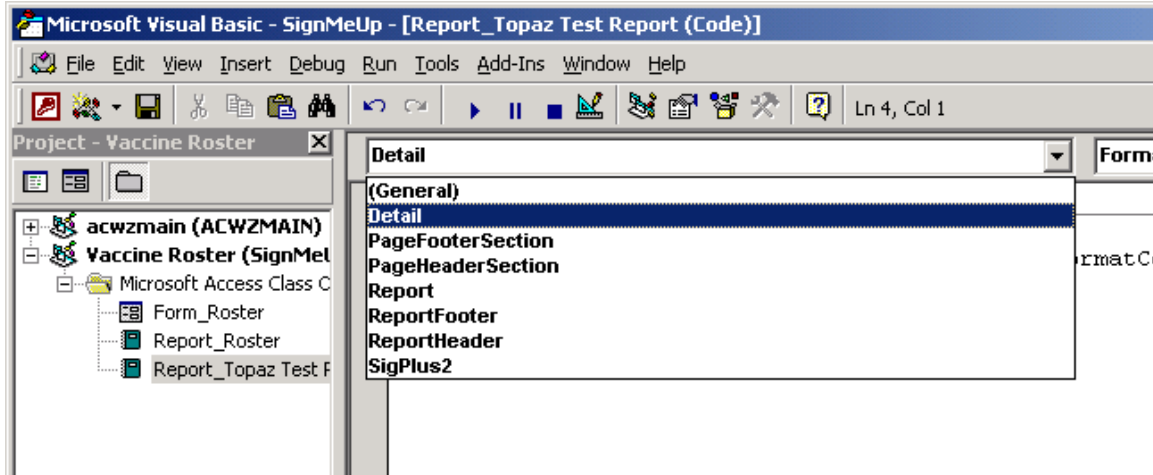 Microsoft Visual Basic - SignMeUp - [Report_Topaz Test Report (Code)]
File Edit View Insert Debug Run Tools Add-Ins Window Help
Ln 4, Col 1
Project - Vaccine Roster
Detail
Form
(General)
Detail
PageFooterSection
PageHeaderSection
Report
ReportFooter
ReportHeader
SigPlus2
acwzmain (ACWZMAIN)
Vaccine Roster (SignMeU
Microsoft Access Class C
Form_Roster
Report_Roster
Report_Topaz Test R
rmatC